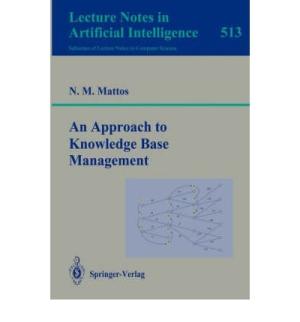 Lecture Notes in
Artificial Intelligence 513
Subseries of Lecture Notes in Computer Science
N. M. Mattos
An Approach to
Knowledge Base
Management
Springer-Verlag